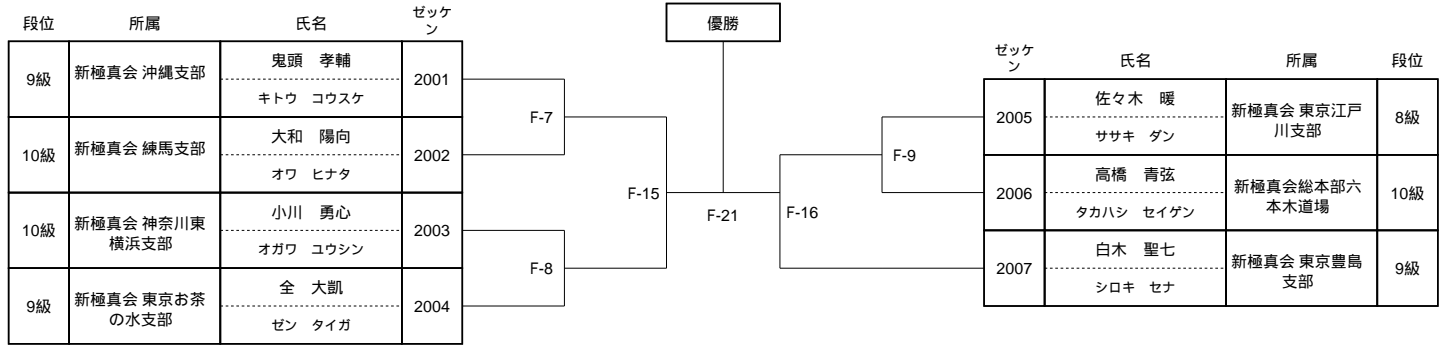 段位 所属 氏名 ゼッケ
ン
9級 新極真会 沖縄支部 鬼頭　孝輔 2001
キトウ　コウスケ
10級 新極真会 練馬支部 大和　陽向 2002
オワ　ヒナタ
10級 新極真会 神奈川東
横浜支部 小川　勇心 2003
オガワ　ユウシン
9級 新極真会 東京お茶
の水支部 全　大凱 2004
ゼン　タイガ
F-7
F-8
F-15
優勝
F-21
F-16
F-9
ゼッケ
ン 氏名 所属 段位
2005 佐々木　暖 新極真会 東京江戸
川支部 8級
ササキ　ダン
2006 高橋　青弦 新極真会総本部六
本木道場 10級
タカハシ　セイゲン
2007 白木　聖七 新極真会 東京豊島
支部 9級
シロキ　セナ